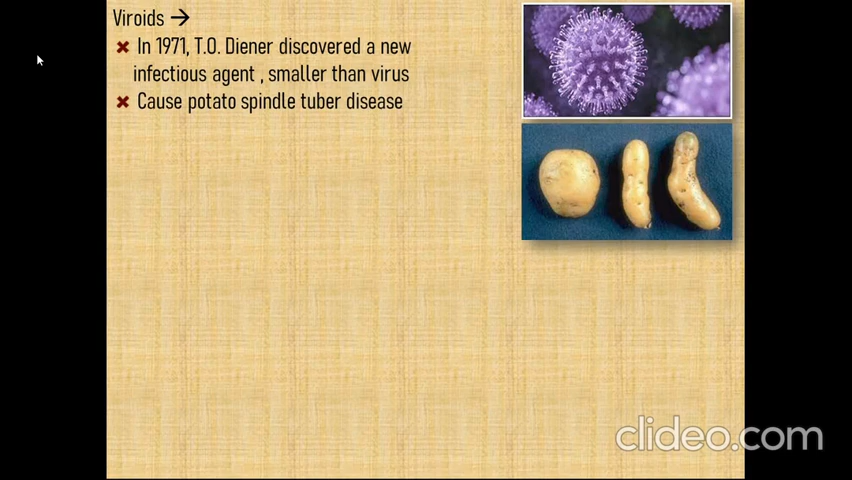 Viroids →
✖ In 1971, T.O. Diener discovered a new
infectious agent , smaller than virus
✖ Cause potato spindle tuber disease
clideo.com